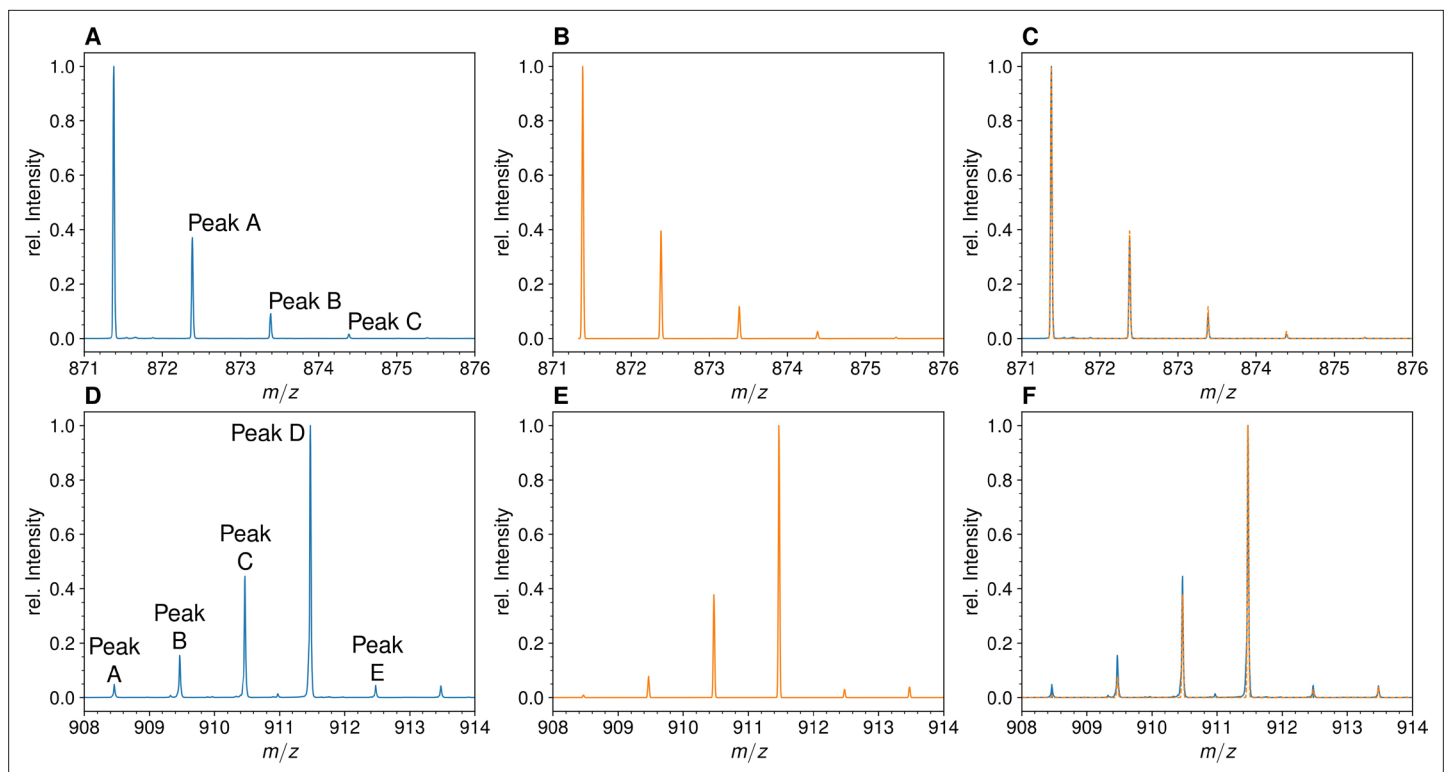 A
rel. Intensity
1.0
0.8
0.6
0.4
0.2
0.0
Peak A
Peak B
Peak C
871 872 873 874 875 876
m/z
B
rel. Intensity
1.0
0.8
0.6
0.4
0.2
0.0
871 872 873 874 875 876
m/z
C
rel. Intensity
1.0
0.8
0.6
0.4
0.2
0.0
871 872 873 874 875 876
m/z
D
rel. Intensity
1.0
0.8
0.6
0.4
0.2
0.0
Peak
A
Peak
B
Peak
C
Peak D
Peak
E
908 909 910 911 912 913 914
m/z
E
rel. Intensity
1.0
0.8
0.6
0.4
0.2
0.0
908 909 910 911 912 913 914
m/z
F
rel. Intensity
1.0
0.8
0.6
0.4
0.2
0.0
908 909 910 911 912 913 914
m/z